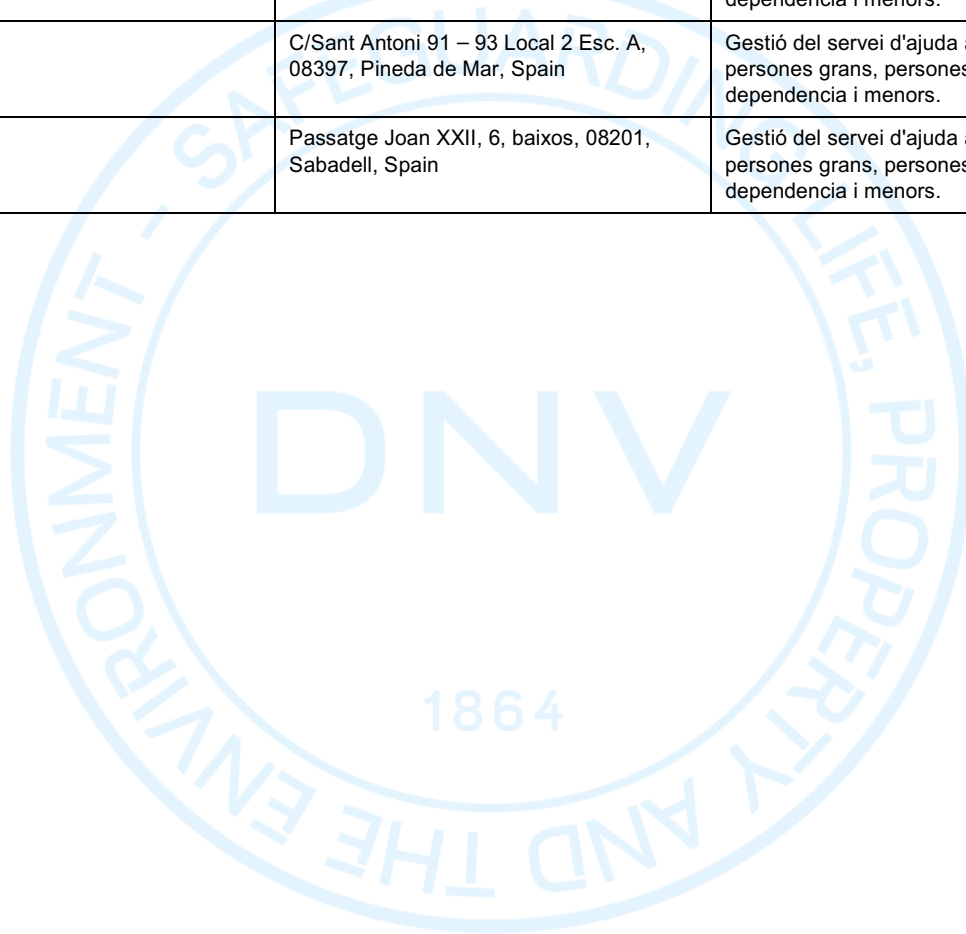 dependencia i menors.
C/Sant Antoni 91 – 93 Local 2 Esc. A,
08397, Pineda de Mar, Spain
Gestió del servei d'ajuda a
persones grans, persones
dependencia i menors.
Passatge Joan XXII, 6, baixos, 08201,
Sabadell, Spain
Gestió del servei d'ajuda a
persones grans, persones
dependencia i menors.
SAFEGUARDING LIFE, PROPERTY AND THE ENVIRONMENT -
DNV
1864